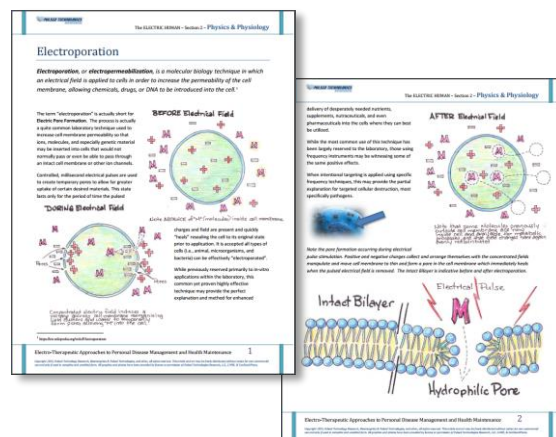 The ELECTRIC HUMAN – Section 2 – Physics & Physiology
Electroporation
Electroporation, or electropermeabilization, is a molecular biology technique in which
an electrical field is applied to cells in order to increase the permeability of the cell
membrane, allowing chemicals, drugs, or DNA to be introduced into the cell.¹
The term "electroporation" is actually short for
Electric Pore Formation. The process is actually
a quite common laboratory technique used to
increase cell membrane permeability so that
ions, molecules, and especially genetic material
may be inserted into cells that would not
normally pass or even be able to pass through
an intact cell membrane or other ion channels.
Controlled, millisecond electrical pulses are used
to create temporary pores to allow for greater
uptake of certain desired materials. This state
lasts only for the period of time the pulsed
BEFORE Electrical Field
Note absence of "M" (molecule) inside cell membrane
DURING Electrical Field
Pores
Pores
charges and field are present and quickly
"heals" resealing the cell to its original state
prior to application. It is accepted all types of
cells (i.e., animal, microorganisms, and
bacteria) can be effectively "electroporated".
While previously reserved primarily to in-vitro
applications within the laboratory, this
common yet proven highly effective
technique may provide the perfect
explanation and method for enhanced
Electro-Therapeutic Approaches to Personal Disease Management and Health Maintenance 1
The ELECTRIC HUMAN – Section 2 – Physics & Physiology
delivery of desperately needed nutrients,
supplements, nutraceuticals, and even
pharmaceuticals into the cells where they can best
be utilized.
While the most common use of this technique has
been largely reserved to the laboratory, those using
frequency instruments may be witnessing some of
the same positive effects.
When intentional targeting is applied using specific
frequency techniques, this may provide the partial
explanation for targeted cellular destruction, most
specifically pathogens.
AFTER Electrical Field
Note the pore formation occurring during electrical
pulse stimulation. Positive and negative charges collect and arrange themselves with the concentrated fields
manipulate and move cell membrane to thin and form a pore in the cell membrane which immediately tends
when the pulsed electrical field is removed. The Intact Bilayer is indicative before and after electroporation.
Intact Bilayer
Electrical Pulse
M
Hydrophilic Pore
Electro-Therapeutic Approaches to Personal Disease Management and Health Maintenance 2